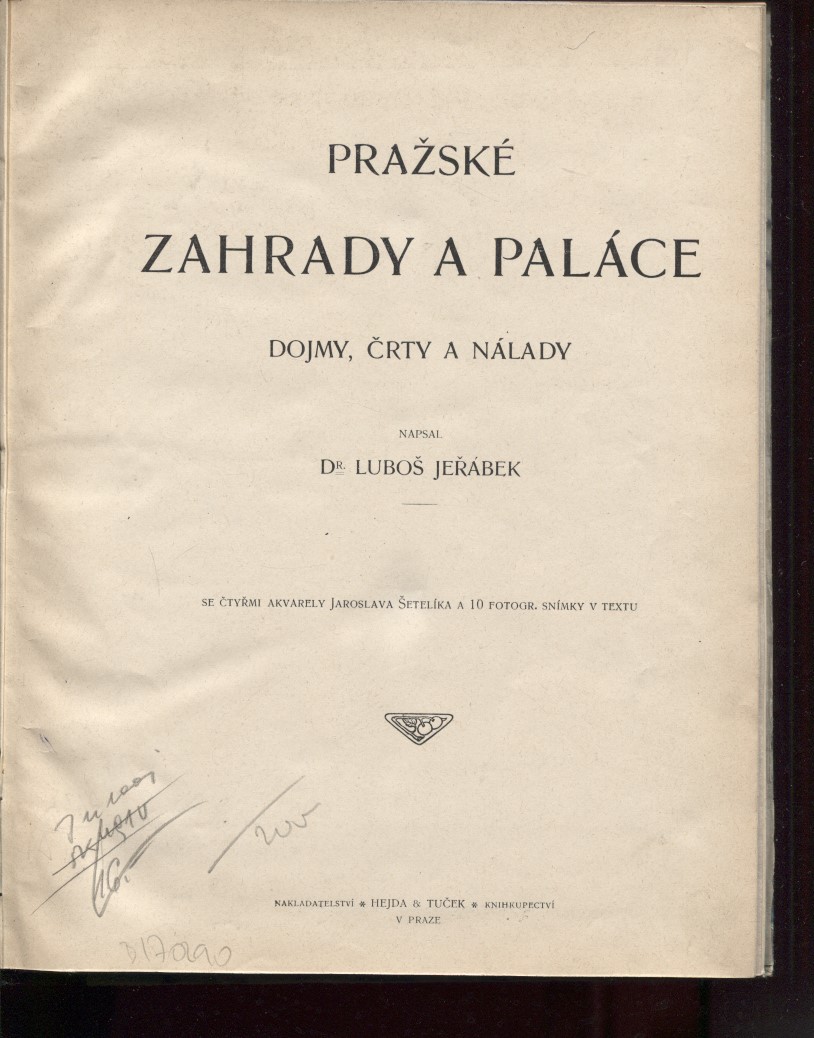 PRAŽSKÉ
ZAHRADY A PALÁCE
DOJMY, ČRTY A NÁLADY
NAPSAL
DR. LUBOŠ JEŘÁBEK
SE ČTYŘMI AKVARELY JAROSLAVA ŠETELÍKA A 10 FOTOGR. SNÍMKY V TEXTU
NAKLADATELSTVÍ * HEJDA & TUČEK * KNIHKUPECTVÍ
V PRAZE